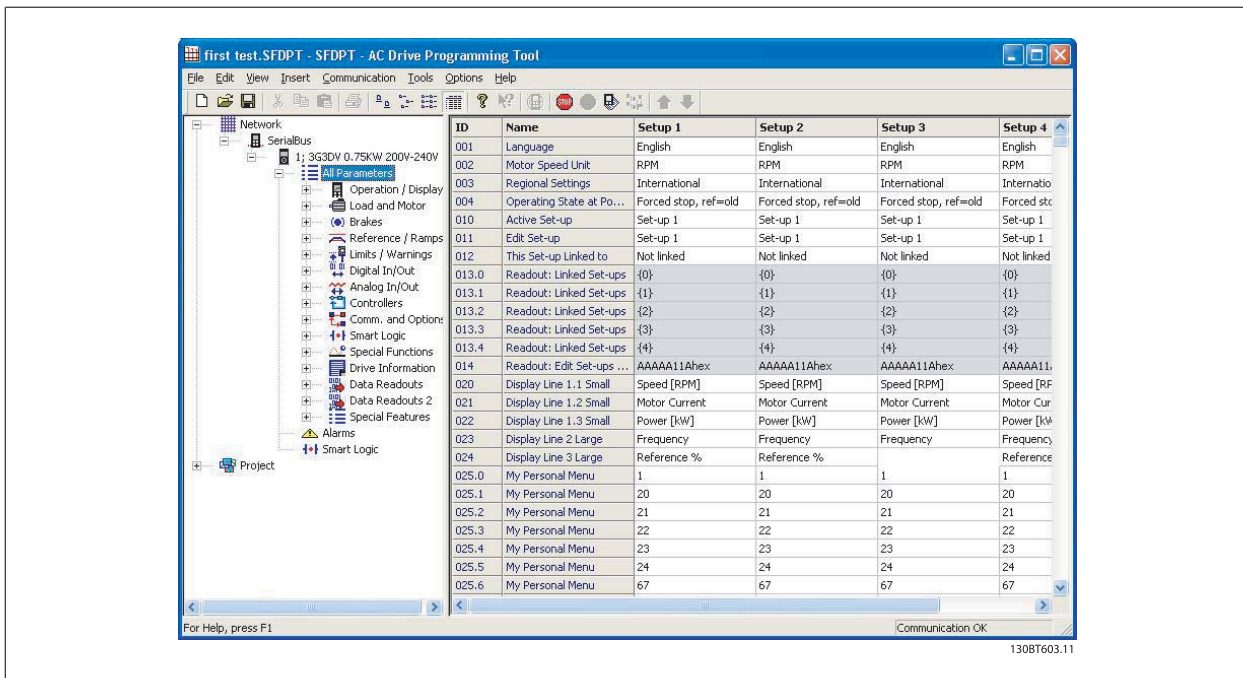 first test.SFDPT - SFDPT - AC Drive Programming Tool
File Edit View Insert Communication Tools Options Help
STOP
Network
SerialBus
1; 3G3DV 0.75KW 200V-240V
All Parameters
Operation / Display
Load and Motor
Brakes
Reference / Ramps
Limits / Warnings
Digital In/Out
Analog In/Out
Controllers
Comm. and Options
Smart Logic
Special Functions
Drive Information
Data Readouts
Data Readouts 2
Special Features
Alarms
Smart Logic
Project
ID Name Setup 1 Setup 2 Setup 3 Setup 4
001 Language English English English English
002 Motor Speed Unit RPM RPM RPM RPM
003 Regional Settings International International International Internatio
004 Operating State at Po... Forced stop, ref=old Forced stop, ref=old Forced stop, ref=old Forced sto
010 Active Set-up Set-up 1 Set-up 1 Set-up 1 Set-up 1
011 Edit Set-up Set-up 1 Set-up 1 Set-up 1 Set-up 1
012 This Set-up Linked to Not linked Not linked Not linked Not linked
013.0 Readout: Linked Set-ups {0} {0} {0} {0}
013.1 Readout: Linked Set-ups {1} {1} {1} {1}
013.2 Readout: Linked Set-ups {2} {2} {2} {2}
013.3 Readout: Linked Set-ups {3} {3} {3} {3}
013.4 Readout: Linked Set-ups {4} {4} {4} {4}
014 Readout: Edit Set-ups ... AAAAA11Ahex AAAAA11Ahex AAAAA11Ahex AAAAA11
020 Display Line 1.1 Small Speed [RPM] Speed [RPM] Speed [RPM] Speed [RP
021 Display Line 1.2 Small Motor Current Motor Current Motor Current Motor Cur
022 Display Line 1.3 Small Power [kW] Power [kW] Power [kW] Power [kW
023 Display Line 2 Large Frequency Frequency Frequency Frequency
024 Display Line 3 Large Reference % Reference % Reference
025.0 My Personal Menu 1 1 1 1
025.1 My Personal Menu 20 20 20 20
025.2 My Personal Menu 21 21 21 21
025.3 My Personal Menu 22 22 22 22
025.4 My Personal Menu 23 23 23 23
025.5 My Personal Menu 24 24 24 24
025.6 My Personal Menu 67 67 67 67
For Help, press F1
Communication OK
130BT603.11